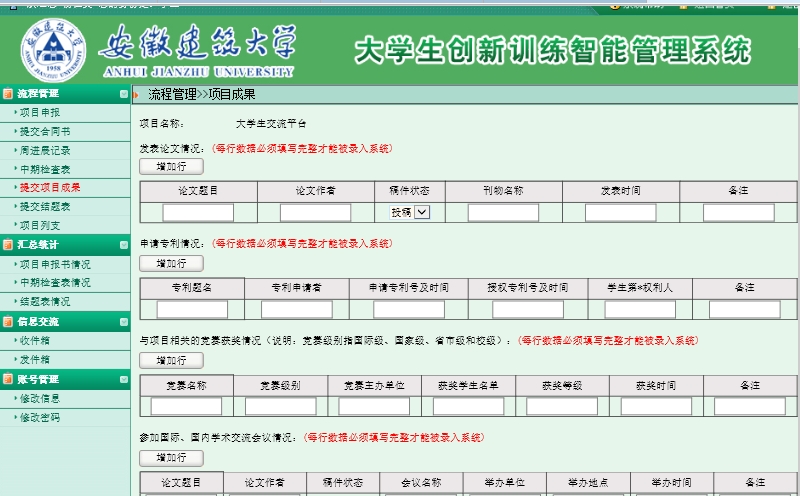 安徽建筑大学
ANHUI JIANZHU UNIVERSITY
1958
大学生创新训练智能管理系统
流程管理
项目申报
提交合同书
周进展记录
中期检查表
提交项目成果
提交结题表
项目列支
汇总统计
项目申报书情况
中期检查表情况
结题表情况
信息交流
收件箱
发件箱
账号管理
修改信息
修改密码
流程管理>>项目成果
项目名称： 大学生交流平台
发表论文情况：(每行数据必须填写完整才能被录入系统)
增加行
论文题目 论文作者 稿件状态 刊物名称 发表时间 备注
投稿
申请专利情况：(每行数据必须填写完整才能被录入系统)
增加行
专利题名 专利申请者 申请专利号及时间 授权专利号及时间 学生第*权利人 备注
与项目相关的竞赛获奖情况（说明：竞赛级别指国际级、国家级、省市级和校级）：(每行数据必须填写完整才能被录入系统)
增加行
竞赛名称 竞赛级别 竞赛主办单位 获奖学生名单 获奖等级 获奖时间 备注
参加国际、国内学术交流会议情况：(每行数据必须填写完整才能被录入系统)
增加行
论文题目 论文作者 稿件状态 会议名称 举办单位 举办地点 举办时间 备注